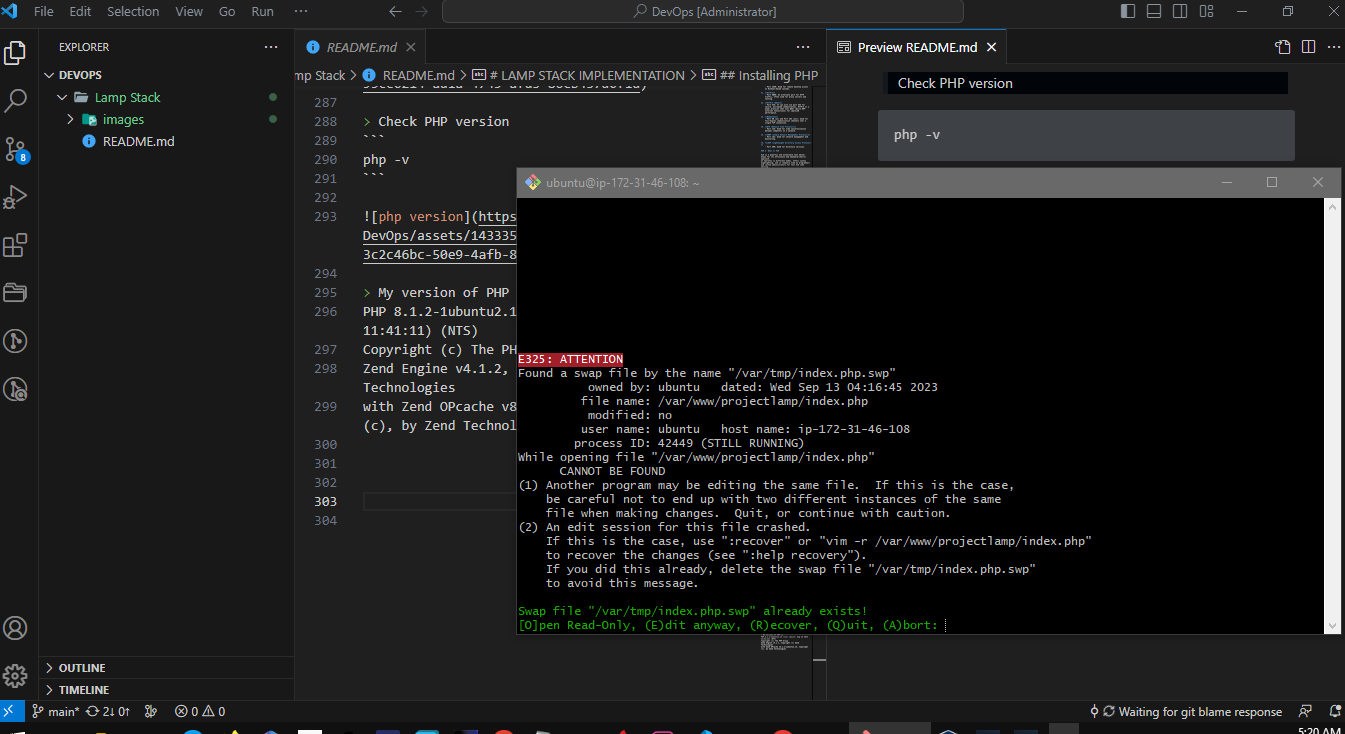 File Edit Selection View Go Run ··· DevOps [Administrator]
EXPLORER ···
DEVOPS
Lamp Stack
images
README.md
8
OUTLINE
TIMELINE
README.md ···
mp Stack > README.md > # LAMP STACK IMPLEMENTATION > ## Installing PHP
287
288 > Check PHP version
289 ```
290 php -v
291 ```
292
293 ![php version](https
DevOps/assets/143335
3c2c46bc-50e9-4afb-8
294
295 > My version of PHP
296 PHP 8.1.2-1ubuntu2.1
11:41:11) (NTS)
297 Copyright (c) The PH
298 Zend Engine v4.1.2,
Technologies
299 with Zend OPcache v8
(c), by Zend Technol
300
301
302
303
304
Preview README.md ···
Check PHP version
php -v
ubuntu@ip-172-31-46-108: ~
E325: ATTENTION
Found a swap file by the name "/var/tmp/index.php.swp"
owned by: ubuntu   dated: Wed Sep 13 04:16:45 2023
file name: /var/www/projectlamp/index.php
modified: no
user name: ubuntu   host name: ip-172-31-46-108
process ID: 42449 (STILL RUNNING)
While opening file "/var/www/projectlamp/index.php"
CANNOT BE FOUND
(1) Another program may be editing the same file.  If this is the case,
be careful not to end up with two different instances of the same
file when making changes.  Quit, or continue with caution.
(2) An edit session for this file crashed.
If this is the case, use ":recover" or "vim -r /var/www/projectlamp/index.php"
to recover the changes (see ":help recovery").
If you did this already, delete the swap file "/var/tmp/index.php.swp"
to avoid this message.
Swap file "/var/tmp/index.php.swp" already exists!
[O]pen Read-Only, (E)dit anyway, (R)ecover, (Q)uit, (A)bort:
main* 2↓ 0↑ 0 0 Waiting for git blame response
5:20 AM